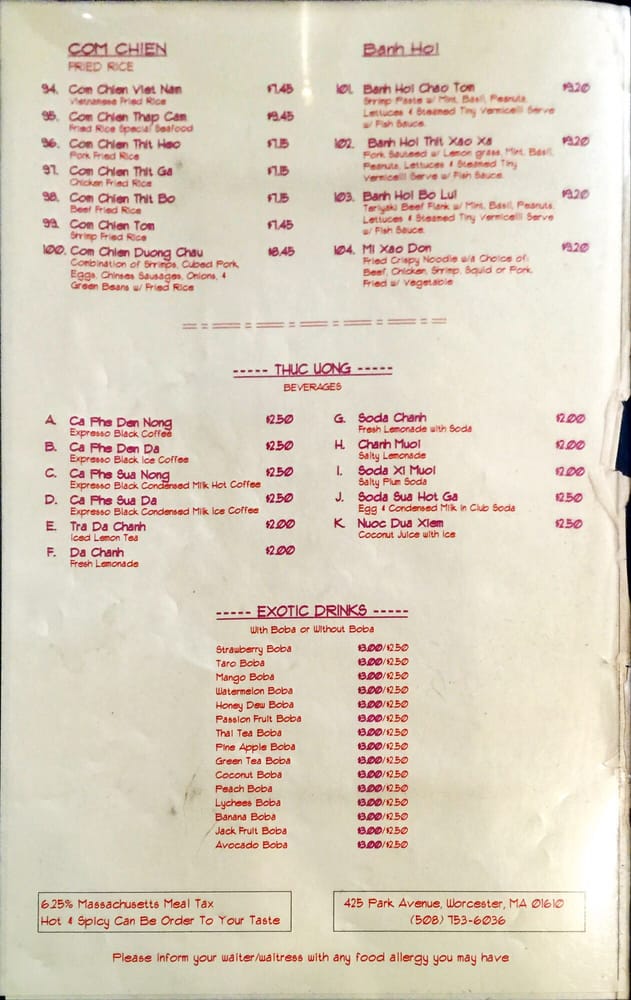 COM CHIEN
FRIED RICE
94. Com Chien Viet Nam $7.45
Vietnamese Fried Rice
95. Com Chien Thap Cam $9.45
Fried Rice Special Seafood
96. Com Chien Thit Heo $7.15
Pork Fried Rice
97. Com Chien Thit Ga $7.15
Chicken Fried Rice
98. Com Chien Thit Bo $7.15
Beef Fried Rice
99. Com Chien Tom $7.45
Shrimp Fried Rice
100. Com Chien Duong Chau $8.45
Combination of Shrimps, Cubed Pork,
Eggs, Chinses Sausages, Onions, &
Green Beans w/ Fried Rice
Banh Hoi
101. Banh Hoi Chao Tom $9.20
Shrimp Paste w/ Mint, Basil, Peanuts,
Lettuces & Steamed Tiny Vermicelli Serve
w/ Fish Sauce.
102. Banh Hoi Thit Xao Xa $9.20
Pork Sauteed w/ Lemon grass, Mint, Basil,
Peanuts, Lettuces & Steamed Tiny
Vermicelli Serve w/ Fish Sauce.
103. Banh Hoi Bo Lui $9.20
Teriyaki Beef Flank w/ Mint, Basil, Peanuts,
Lettuces & Steamed Tiny Vermicelli Serve
w/ Fish Sauce.
104. Mi Xao Don $9.20
Fried Crispy Noodle w/a Choice of:
Beef, Chicken, Shrimp, Squid or Pork,
Fried w/ Vegetable
----- THUC UONG -----
BEVERAGES
A. Ca Phe Den Nong $2.50
Expresso Black Coffee
B. Ca Phe Den Da $2.50
Expresso Black Ice Coffee
C. Ca Phe Sua Nong $2.50
Expresso Black Condensed Milk Hot Coffee
D. Ca Phe Sua Da $2.50
Expresso Black Condensed Milk Ice Coffee
E. Tra Da Chanh $2.00
Iced Lemon Tea
F. Da Chanh $2.00
Fresh Lemonade
G. Soda Chanh $2.00
Fresh Lemonade with Soda
H. Chanh Muoi $2.00
Salty Lemonade
I. Soda Xi Muoi $2.00
Salty Plum Soda
J. Soda Sua Hot Ga $2.50
Egg & Condensed Milk in Club Soda
K. Nuoc Dua Xiem $2.50
Coconut Juice with Ice
----- EXOTIC DRINKS -----
With Boba or Without Boba
Strawberry Boba $3.00/$2.50
Taro Boba $3.00/$2.50
Mango Boba $3.00/$2.50
Watermelon Boba $3.00/$2.50
Honey Dew Boba $3.00/$2.50
Passion Fruit Boba $3.00/$2.50
Thai Tea Boba $3.00/$2.50
Pine Apple Boba $3.00/$2.50
Green Tea Boba $3.00/$2.50
Coconut Boba $3.00/$2.50
Peach Boba $3.00/$2.50
Lychees Boba $3.00/$2.50
Banana Boba $3.00/$2.50
Jack Fruit Boba $3.00/$2.50
Avocado Boba $3.00/$2.50
6.25% Massachusetts Meal Tax
Hot & Spicy Can Be Order To Your Taste
425 Park Avenue, Worcester, MA 01610
(508) 753-6036
Please inform your waiter/waitress with any food allergy you may have